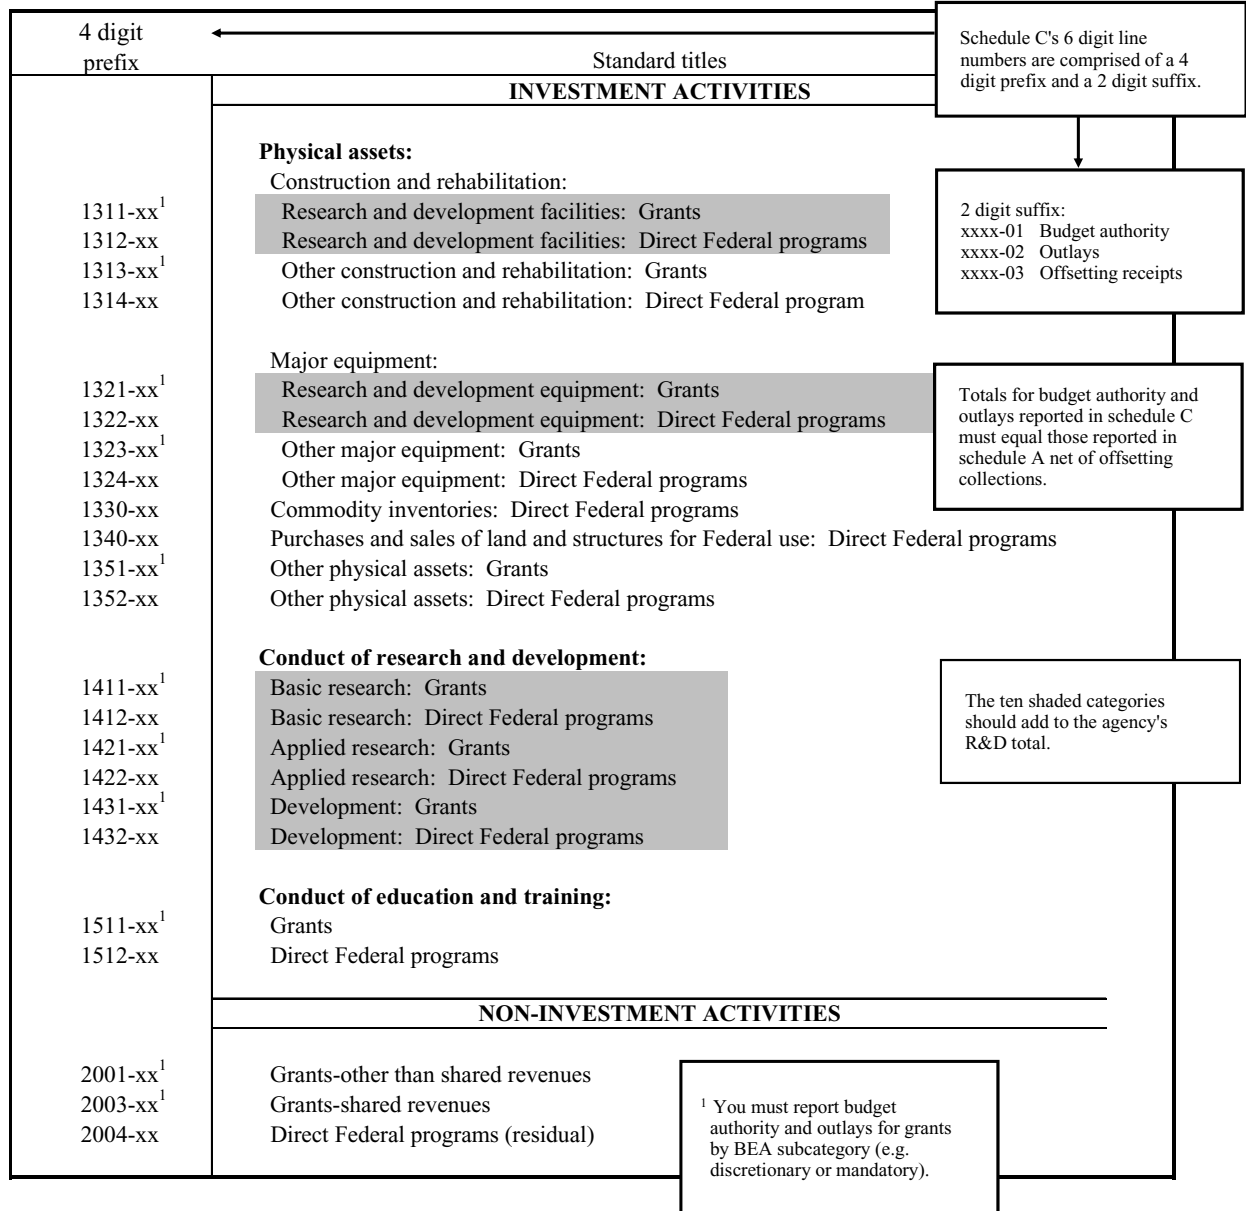 4 digit
prefix
Standard titles
Schedule C's 6 digit line
numbers are comprised of a 4
digit prefix and a 2 digit suffix.
INVESTMENT ACTIVITIES
Physical assets:
Construction and rehabilitation:
1311-xx¹ Research and development facilities: Grants
1312-xx Research and development facilities: Direct Federal programs
1313-xx¹ Other construction and rehabilitation: Grants
1314-xx Other construction and rehabilitation: Direct Federal program
2 digit suffix:
xxxx-01 Budget authority
xxxx-02 Outlays
xxxx-03 Offsetting receipts
Major equipment:
1321-xx¹ Research and development equipment: Grants
1322-xx Research and development equipment: Direct Federal programs
1323-xx¹ Other major equipment: Grants
1324-xx Other major equipment: Direct Federal programs
1330-xx Commodity inventories: Direct Federal programs
1340-xx Purchases and sales of land and structures for Federal use: Direct Federal programs
1351-xx¹ Other physical assets: Grants
1352-xx Other physical assets: Direct Federal programs
Totals for budget authority and
outlays reported in schedule C
must equal those reported in
schedule A net of offsetting
collections.
Conduct of research and development:
1411-xx¹ Basic research: Grants
1412-xx Basic research: Direct Federal programs
1421-xx¹ Applied research: Grants
1422-xx Applied research: Direct Federal programs
1431-xx¹ Development: Grants
1432-xx Development: Direct Federal programs
The ten shaded categories
should add to the agency's
R&D total.
Conduct of education and training:
1511-xx¹ Grants
1512-xx Direct Federal programs
NON-INVESTMENT ACTIVITIES
2001-xx¹ Grants-other than shared revenues
2003-xx¹ Grants-shared revenues
2004-xx Direct Federal programs (residual)
¹ You must report budget
authority and outlays for grants
by BEA subcategory (e.g.
discretionary or mandatory).